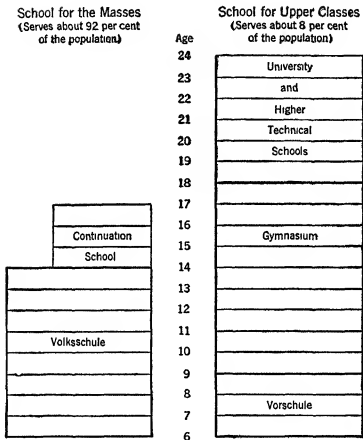 School for the Masses
(Serves about 92 per cent
of the population)
Age
School for Upper Classes
(Serves about 8 per cent
of the population)
24
23
22
21
20
19
18
17
16
15
14
13
12
11
10
9
8
7
6
Continuation
School
Volksschule
University
and
Higher
Technical
Schools
Gymnasium
Vorschule